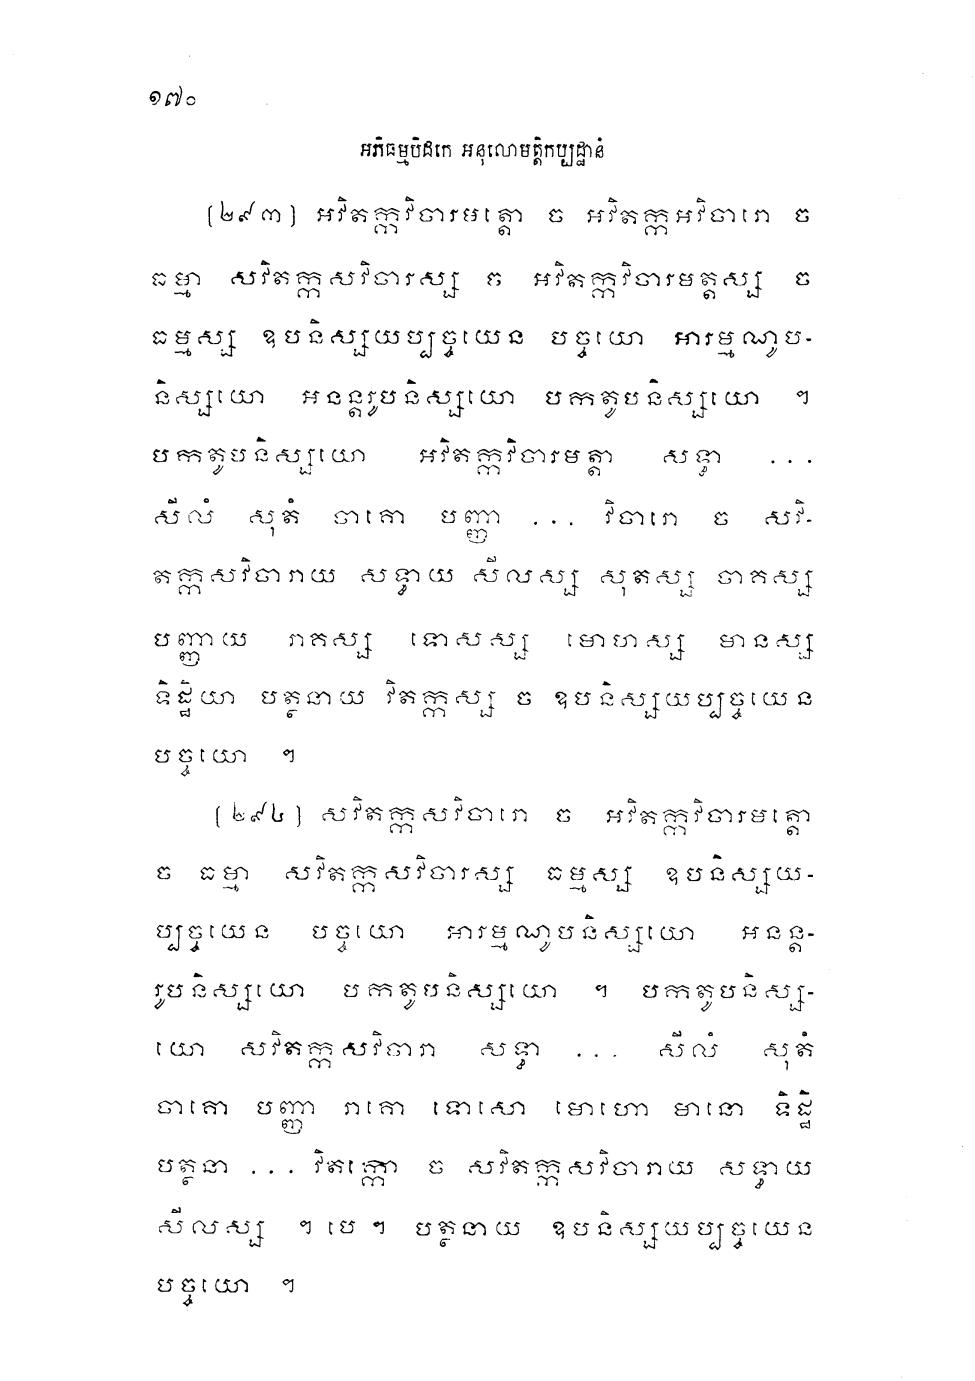 ១៧០
អភិធម្មបិដកេ អនុលោមត្តិកប្បដ្ឋានំ
(២៩៣) អវិតក្កវិចារមត្តោ ច អវិតក្កអវិចារោ ច
ធម្មា សវិតក្កសវិចារស្ស ច អវិតក្កវិចារមត្តស្ស ច
ធម្មស្ស ឧបនិស្សយប្បច្ចយេន បច្ចយោ អារម្មណូប-
និស្សយោ អនន្តរូបនិស្សយោ បកតូបនិស្សយោ ។
បកតូបនិស្សយោ អវិតក្កវិចារមត្តា សទ្ធា ...
សីលំ សុតំ ចាគោ បញ្ញា ... វិចារោ ច សវិ-
តក្កសវិចារាយ សទ្ធាយ សីលស្ស សុតស្ស ចាគស្ស
បញ្ញាយ រាគស្ស ទោសស្ស មោហស្ស មានស្ស
ទិដ្ឋិយា បត្ថនាយ វិតក្កស្ស ច ឧបនិស្សយប្បច្ចយេន
បច្ចយោ ។
(២៩៤) សវិតក្កសវិចារោ ច អវិតក្កវិចារមត្តោ
ច ធម្មា សវិតក្កសវិចារស្ស ធម្មស្ស ឧបនិស្សយ-
ប្បច្ចយេន បច្ចយោ អារម្មណូបនិស្សយោ អនន្ត-
រូបនិស្សយោ បកតូបនិស្សយោ ។ បកតូបនិស្ស-
យោ សវិតក្កសវិចារា សទ្ធា ... សីលំ សុតំ
ចាគោ បញ្ញា រាគោ ទោសោ មោហោ មានោ ទិដ្ឋិ
បត្ថនា ... វិតក្កោ ច សវិតក្កសវិចារាយ សទ្ធាយ
សីលស្ស ។ បេ ។ បត្ថនាយ ឧបនិស្សយប្បច្ចយេន
បច្ចយោ ។